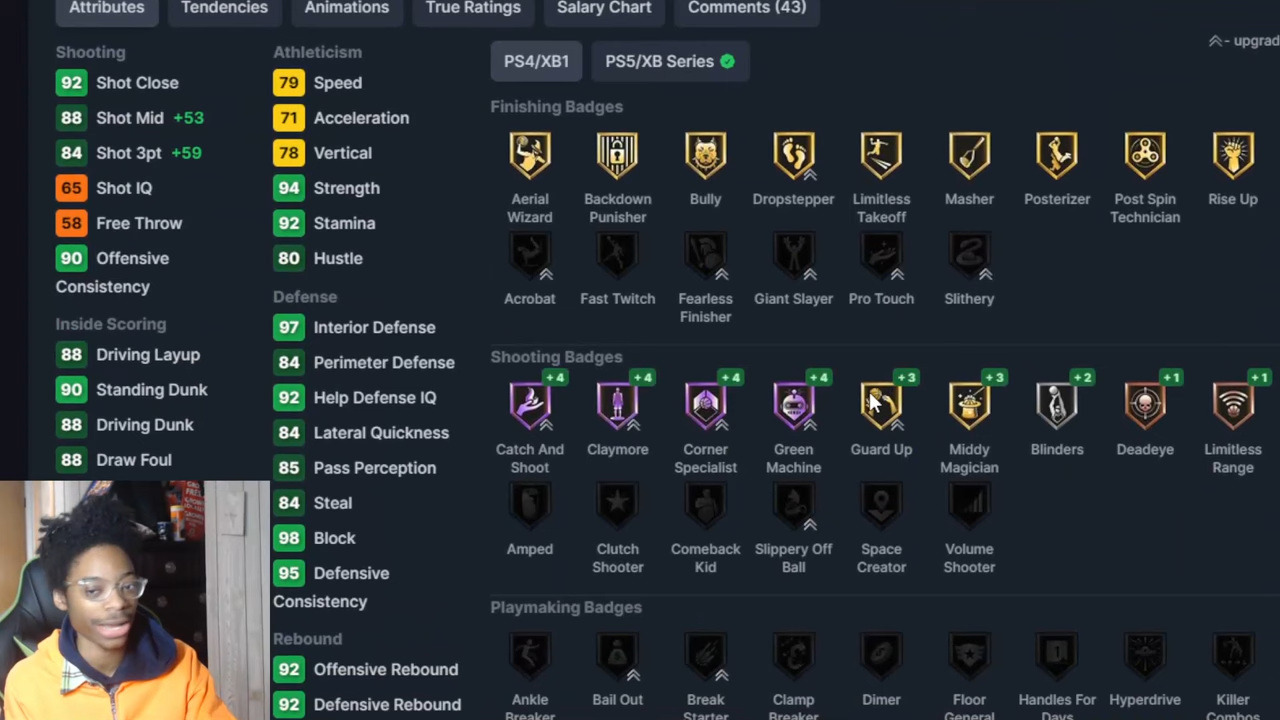 Attributes
Tendencies
Animations
True Ratings
Salary Chart
Comments (43)
- upgrad
Shooting
92 Shot Close
88 Shot Mid +53
84 Shot 3pt +59
65 Shot IQ
58 Free Throw
90 Offensive
Consistency
Inside Scoring
88 Driving Layup
90 Standing Dunk
88 Driving Dunk
88 Draw Foul
Athleticism
79 Speed
71 Acceleration
78 Vertical
94 Strength
92 Stamina
80 Hustle
Defense
97 Interior Defense
84 Perimeter Defense
92 Help Defense IQ
84 Lateral Quickness
85 Pass Perception
84 Steal
98 Block
95 Defensive
Consistency
Rebound
92 Offensive Rebound
92 Defensive Rebound
PS4/XB1
PS5/XB Series
Finishing Badges
Aerial
Wizard
Backdown
Punisher
Bully
Dropstepper
Limitless
Takeoff
Masher
Posterizer
Post Spin
Technician
Rise Up
Acrobat
Fast Twitch
Fearless
Finisher
Giant Slayer
Pro Touch
Slithery
Shooting Badges
+4
Catch And
Shoot
+4
Claymore
+4
Corner
Specialist
+4
Green
Machine
+3
Guard Up
+3
Middy
Magician
+2
Blinders
+1
Deadeye
+1
Limitless
Range
Amped
Clutch
Shooter
Comeback
Kid
Slippery Off
Ball
Space
Creator
Volume
Shooter
Playmaking Badges
Ankle
Breaker
Bail Out
Break
Starter
Clamp
Breaker
Dimer
Floor
General
Handles For
Days
Hyperdrive
Killer
Combos